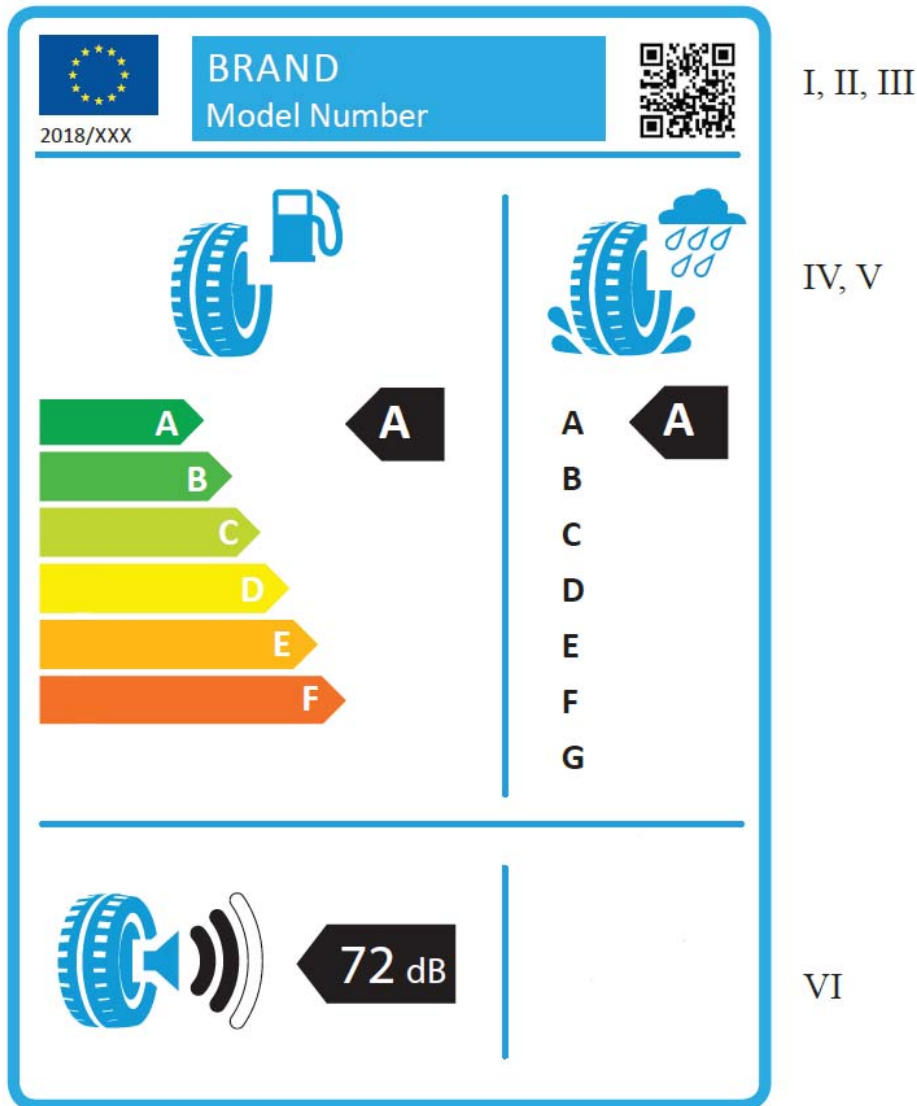 BRAND
Model Number
2018/XXX
I, II, III
IV, V
A
B
C
D
E
F
A
A
B
C
D
E
F
G
A
72 dB
VI